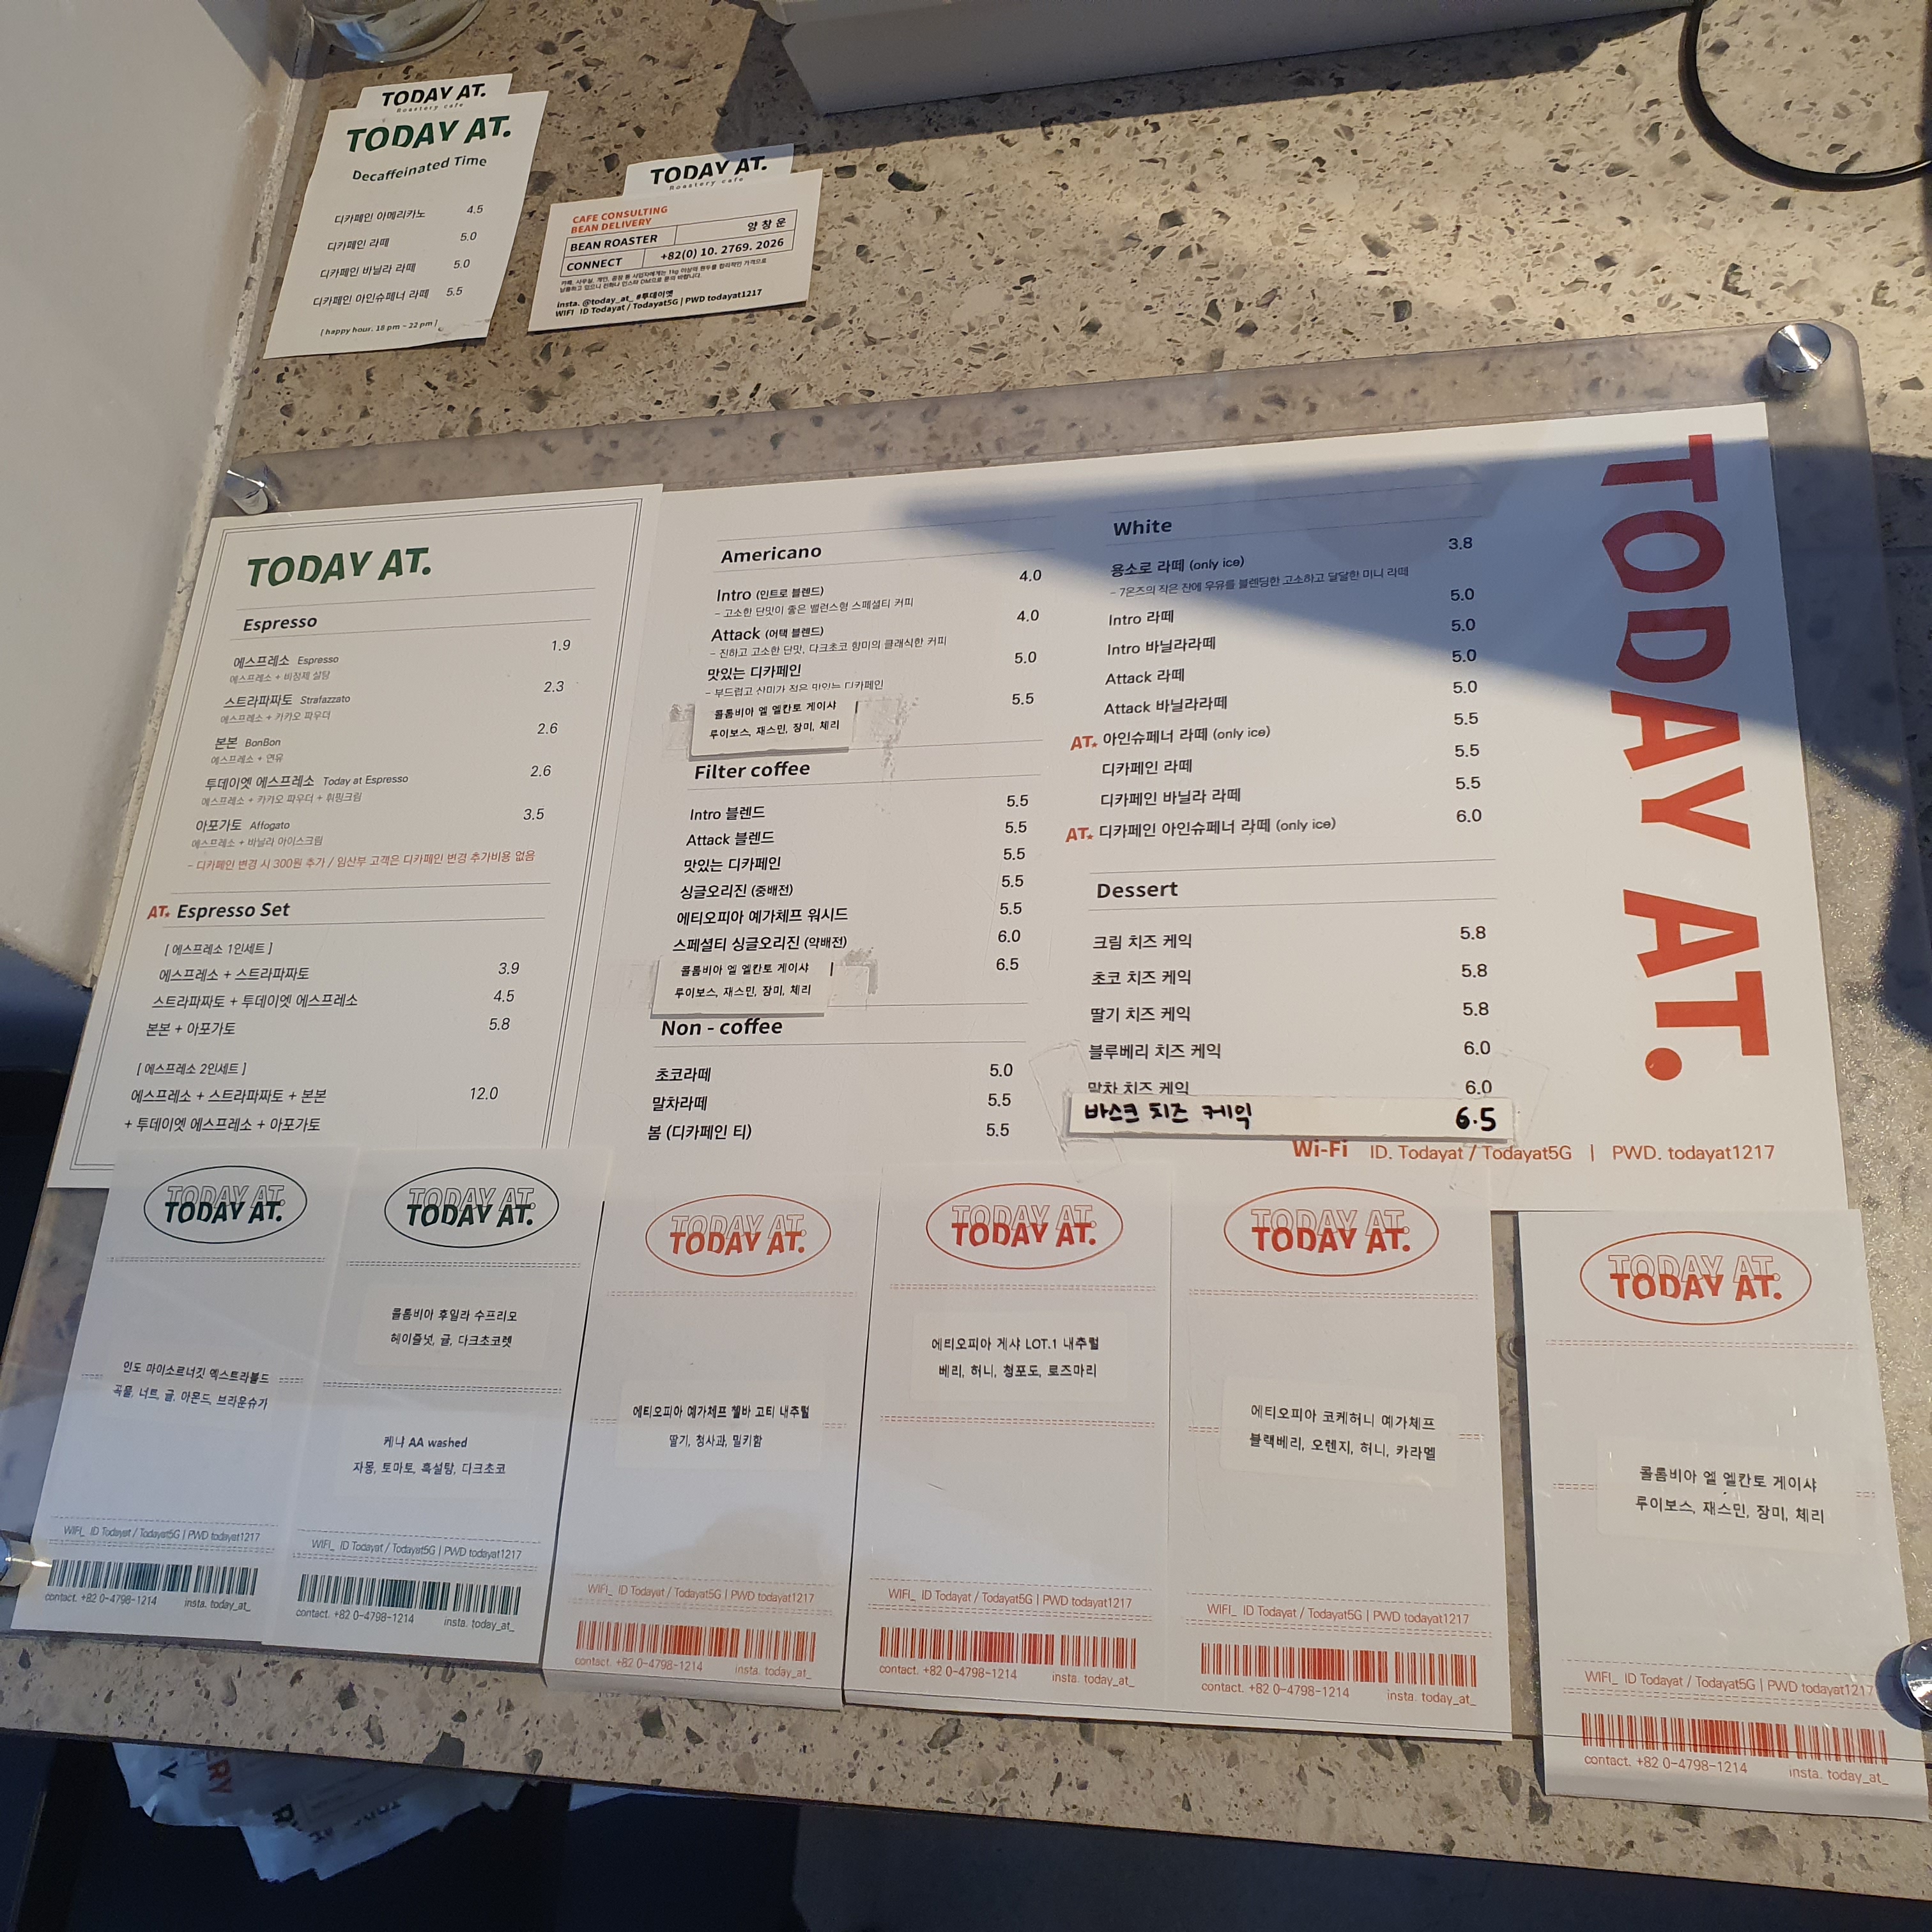 TODAY AT.
Roastery cafe
TODAY AT.
Decaffeinated Time
디카페인 아메리카노 4.5
디카페인 라떼 5.0
디카페인 바닐라 라떼 5.0
디카페인 아인슈페너 라떼 5.5
[ happy hour. 18 pm ~ 22 pm ]
TODAY AT.
Roastery cafe
CAFE CONSULTING
BEAN DELIVERY
BEAN ROASTER 양 창 운
CONNECT +82(0) 10. 2769. 2026
insta. @today_at_ #투데이엣
WIFI ID Todayat / Todayat5G | PWD todayat1217
TODAY AT.
Espresso
에스프레소 Espresso 1.9
에스프레소 + 비정제 설탕
스트라파짜토 Strafazzato 2.3
에스프레소 + 카카오 파우더
본본 BonBon 2.6
에스프레소 + 연유
투데이엣 에스프레소 Today at Espresso 2.6
에스프레소 + 카카오 파우더 + 휘핑크림
아포가토 Affogato 3.5
에스프레소 + 바닐라 아이스크림
- 디카페인 변경 시 300원 추가 / 임산부 고객은 디카페인 변경 추가비용 없음
AT. Espresso Set
[ 에스프레소 1인세트 ]
에스프레소 + 스트라파짜토 3.9
스트라파짜토 + 투데이엣 에스프레소 4.5
본본 + 아포가토 5.8
[ 에스프레소 2인세트 ]
에스프레소 + 스트라파짜토 + 본본 12.0
+ 투데이엣 에스프레소 + 아포가토
Americano
Intro (인트로 블렌드) 4.0
- 고소한 단맛이 좋은 밸런스형 스페셜티 커피
Attack (어택 블렌드) 4.0
- 진하고 고소한 단맛, 다크초코 향미의 클래식한 커피
맛있는 디카페인 5.0
- 부드럽고 산미가 적은 맛있는 디카페인
콜롬비아 엘 엘칸토 게이샤 5.5
루이보스, 재스민, 장미, 체리
Filter coffee
Intro 블렌드 5.5
Attack 블렌드 5.5
맛있는 디카페인 5.5
싱글오리진 (중배전) 5.5
에티오피아 예가체프 워시드 5.5
스페셜티 싱글오리진 (약배전) 6.0
콜롬비아 엘 엘칸토 게이샤 6.5
루이보스, 재스민, 장미, 체리
Non - coffee
초코라떼 5.0
말차라떼 5.5
봄 (디카페인 티) 5.5
White
용소로 라떼 (only ice) 3.8
- 7온즈의 작은 잔에 우유를 블렌딩한 고소하고 달달한 미니 라떼
Intro 라떼 5.0
Intro 바닐라라떼 5.0
Attack 라떼 5.0
Attack 바닐라라떼 5.0
AT. 아인슈페너 라떼 (only ice) 5.5
디카페인 라떼 5.5
디카페인 바닐라 라떼 5.5
AT. 디카페인 아인슈페너 라떼 (only ice) 6.0
Dessert
크림 치즈 케익 5.8
초코 치즈 케익 5.8
딸기 치즈 케익 5.8
블루베리 치즈 케익 6.0
말차 치즈 케익 6.0
바스크 치즈 케익 6.5
Wi-Fi ID. Todayat / Todayat5G | PWD. todayat1217
TODAY AT.
TODAY AT.
TODAY AT.
인도 마이소르너깃 엑스트라볼드
곡물, 너트, 귤, 아몬드, 브라운슈가
WIFI_ ID Todayat / Todayat5G | PWD todayat1217
contact. +82 0-4798-1214 insta. today_at_
TODAY AT.
TODAY AT.
콜롬비아 후일라 수프리모
헤이즐넛, 귤, 다크초코렛
케냐 AA washed
자몽, 토마토, 흑설탕, 다크초코
WIFI_ ID Todayat / Todayat5G | PWD todayat1217
contact. +82 0-4798-1214 insta. today_at_
TODAY AT.
TODAY AT.
에티오피아 예가체프 첼바 고티 내추럴
딸기, 청사과, 밀키함
WIFI_ ID Todayat / Todayat5G | PWD todayat1217
contact. +82 0-4798-1214 insta. today_at_
TODAY AT.
TODAY AT.
에티오피아 게샤 LOT.1 내추럴
베리, 허니, 청포도, 로즈마리
WIFI_ ID Todayat / Todayat5G | PWD todayat1217
contact. +82 0-4798-1214 insta. today_at_
TODAY AT.
TODAY AT.
에티오피아 코케허니 예가체프
블랙베리, 오렌지, 허니, 카라멜
WIFI_ ID Todayat / Todayat5G | PWD todayat1217
contact. +82 0-4798-1214 insta. today_at_
TODAY AT.
TODAY AT.
콜롬비아 엘 엘칸토 게이샤
루이보스, 재스민, 장미, 체리
WIFI_ ID Todayat / Todayat5G | PWD todayat1217
contact. +82 0-4798-1214 insta. today_at_